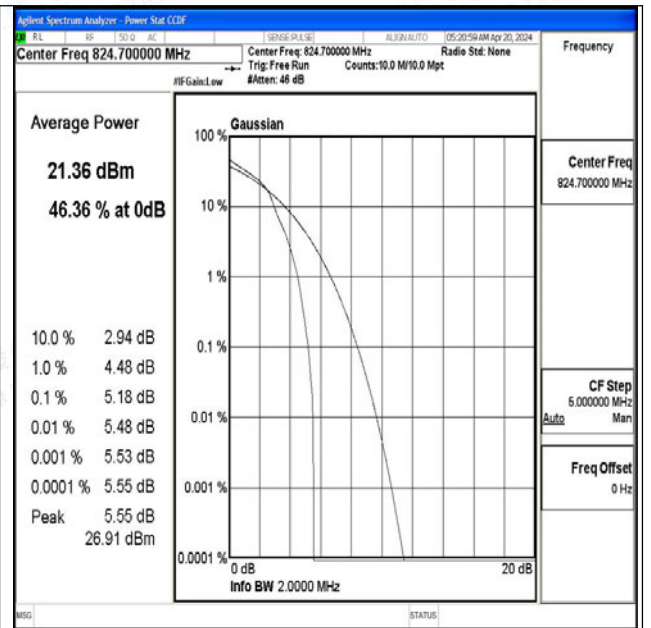 Agilent Spectrum Analyzer - Power Stat CCDF
RL RF 50 Ω AC SENSE:PULSE ALIGN AUTO 05:20:59 AM Apr 20, 2024
Center Freq 824.700000 MHz
Center Freq: 824.700000 MHz Radio Std: None
Trig: Free Run Counts:10.0 M/10.0 Mpt
#IFGain:Low #Atten: 46 dB
Frequency
Average Power
21.36 dBm
46.36 % at 0dB
10.0 % 2.94 dB
1.0 % 4.48 dB
0.1 % 5.18 dB
0.01 % 5.48 dB
0.001 % 5.53 dB
0.0001 % 5.55 dB
Peak 5.55 dB
26.91 dBm
Gaussian
100 %
10 %
1 %
0.1 %
0.01 %
0.001 %
0.0001 %
0 dB 20 dB
Info BW 2.0000 MHz
Center Freq
824.700000 MHz
CF Step
5.000000 MHz
Auto Man
Freq Offset
0 Hz
MSG STATUS